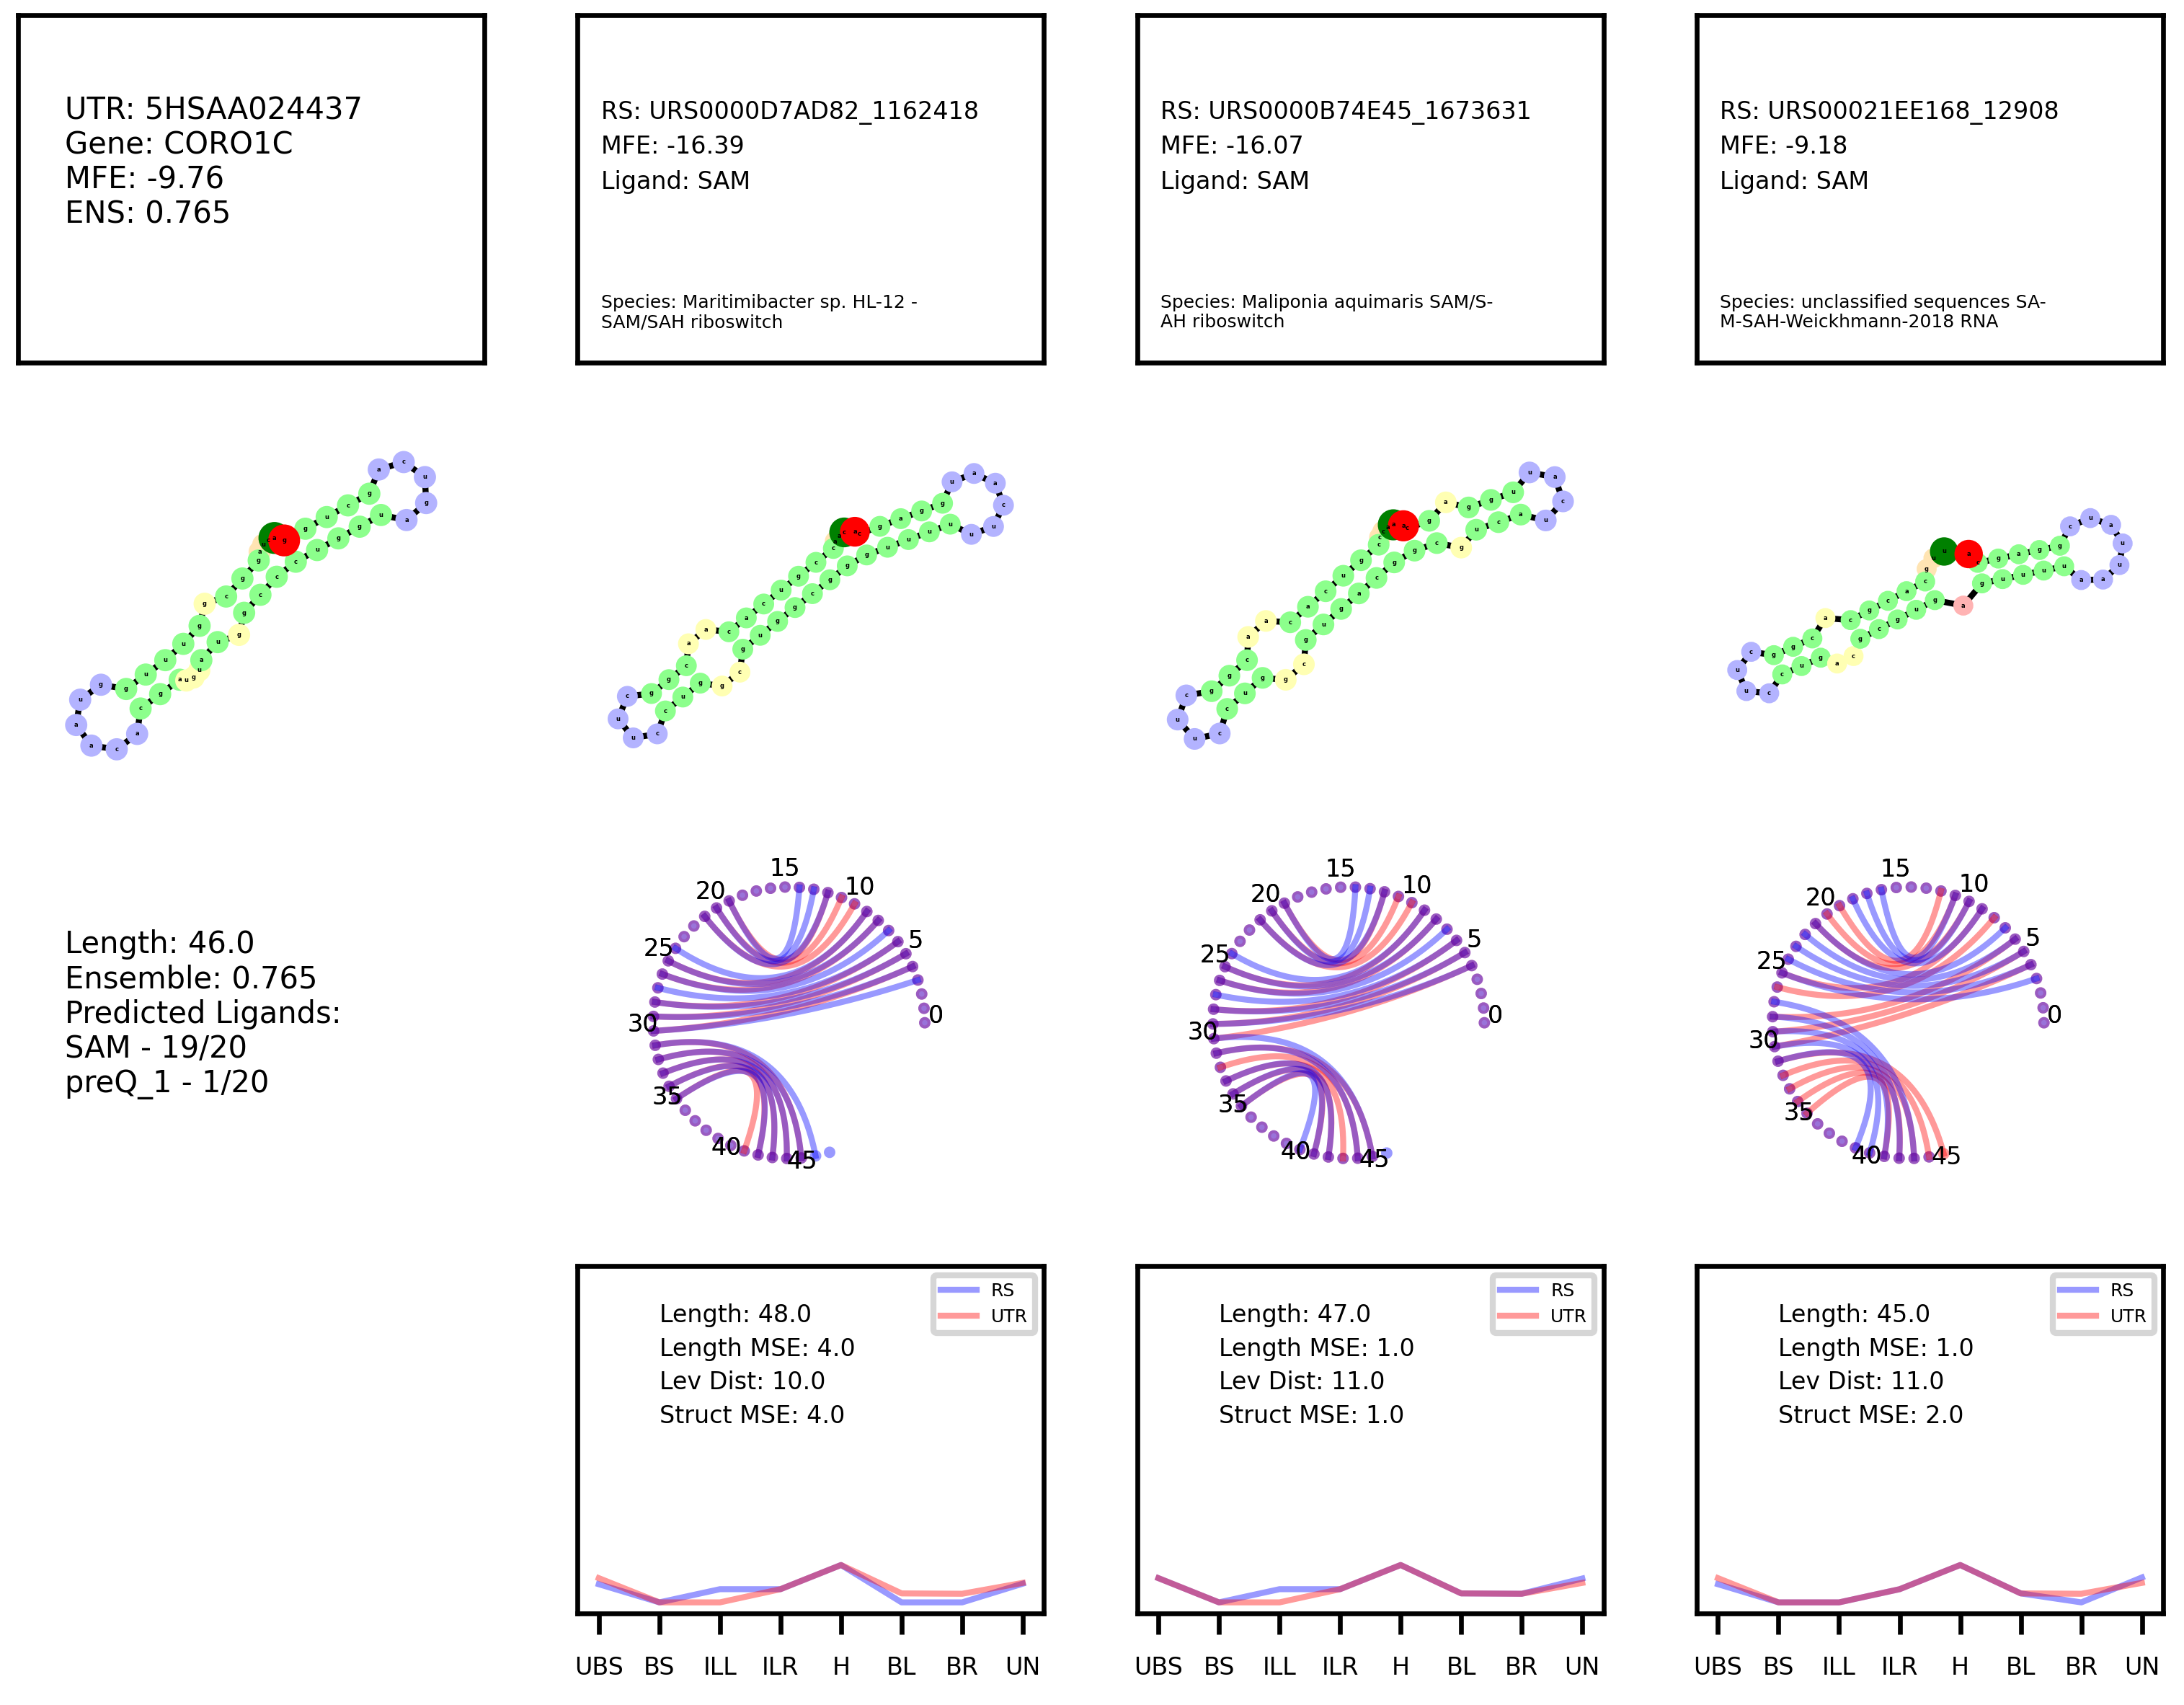 UTR: 5HSAA024437
Gene: CORO1C
MFE: -9.76
ENS: 0.765
RS: URS0000D7AD82_1162418
MFE: -16.39
Ligand: SAM
Species: Maritimibacter sp. HL-12 -
SAM/SAH riboswitch
RS: URS0000B74E45_1673631
MFE: -16.07
Ligand: SAM
Species: Maliponia aquimaris SAM/S-
AH riboswitch
RS: URS00021EE168_12908
MFE: -9.18
Ligand: SAM
Species: unclassified sequences SA-
M-SAH-Weickhmann-2018 RNA
Length: 46.0
Ensemble: 0.765
Predicted Ligands:
SAM - 19/20
preQ_1 - 1/20
0
5
10
15
20
25
30
35
40
45
0
5
10
15
20
25
30
35
40
45
0
5
10
15
20
25
30
35
40
45
RS
UTR
Length: 48.0
Length MSE: 4.0
Lev Dist: 10.0
Struct MSE: 4.0
UBS BS ILL ILR H BL BR UN
RS
UTR
Length: 47.0
Length MSE: 1.0
Lev Dist: 11.0
Struct MSE: 1.0
UBS BS ILL ILR H BL BR UN
RS
UTR
Length: 45.0
Length MSE: 1.0
Lev Dist: 11.0
Struct MSE: 2.0
UBS BS ILL ILR H BL BR UN